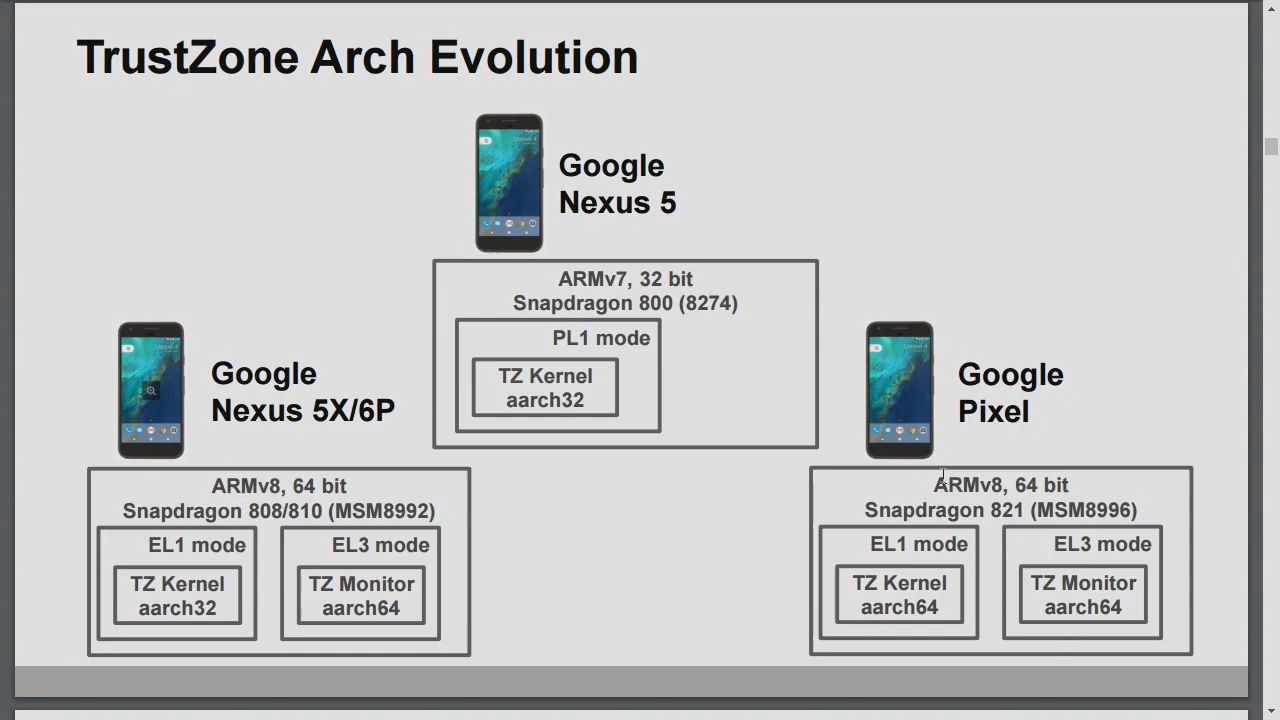 TrustZone Arch Evolution
Google
Nexus 5
ARMv7, 32 bit
Snapdragon 800 (8274)
PL1 mode
TZ Kernel
aarch32
Google
Nexus 5X/6P
ARMv8, 64 bit
Snapdragon 808/810 (MSM8992)
EL1 mode
TZ Kernel
aarch32
EL3 mode
TZ Monitor
aarch64
Google
Pixel
ARMv8, 64 bit
Snapdragon 821 (MSM8996)
EL1 mode
TZ Kernel
aarch64
EL3 mode
TZ Monitor
aarch64